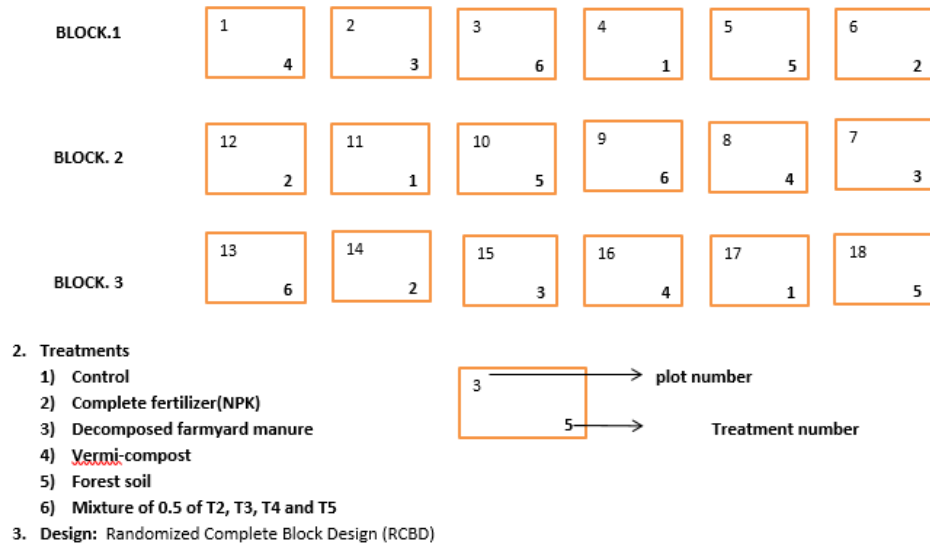 BLOCK.1
1 2 3 4 5 6
4 3 6 1 5 2
BLOCK. 2
12 11 10 9 8 7
2 1 5 6 4 3
BLOCK. 3
13 14 15 16 17 18
6 2 3 4 1 5
2. Treatments
1) Control
2) Complete fertilizer(NPK)
3) Decomposed farmyard manure
4) Vermi-compost
5) Forest soil
6) Mixture of 0.5 of T2, T3, T4 and T5
3 plot number
5 Treatment number
3. Design: Randomized Complete Block Design (RCBD)